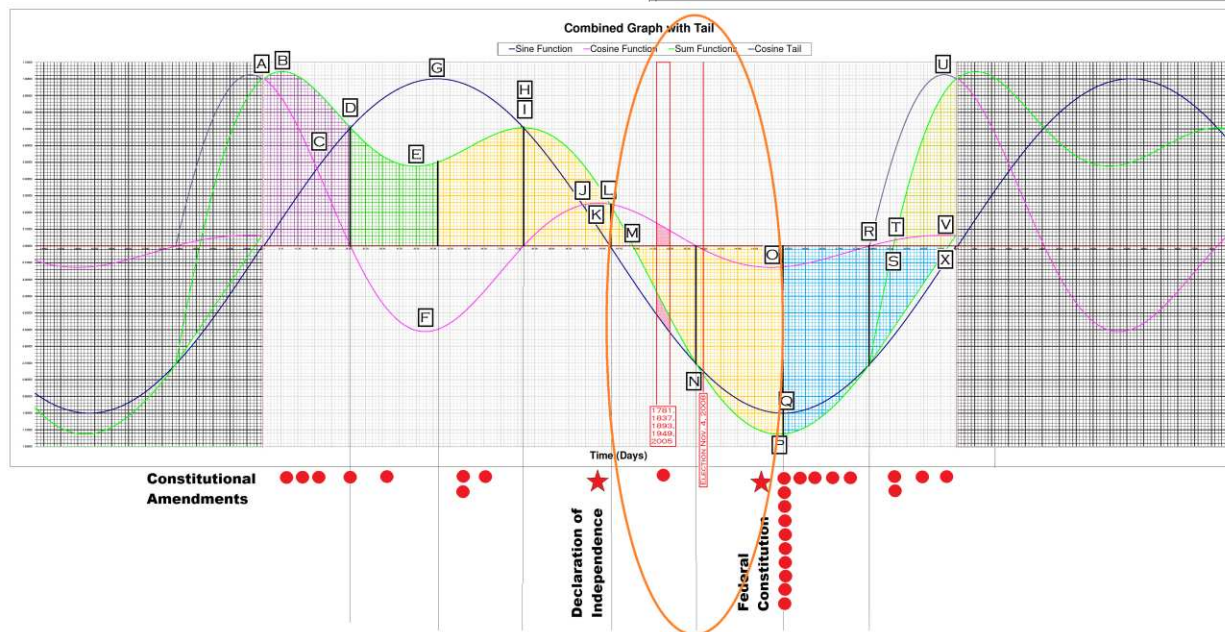 Combined Graph with Tail
Sine Function Cosine Function Sum Functions Cosine Tail
A B
G
U
H
D
I
C
E
J L
K
M
T V
R
O
S
X
F
N
Q
P
1781,
1837,
1893,
1949,
2005
ELECTION Nov. 4, 2008
Time (Days)
Constitutional
Amendments
Declaration of
Independence
Federal
Constitution